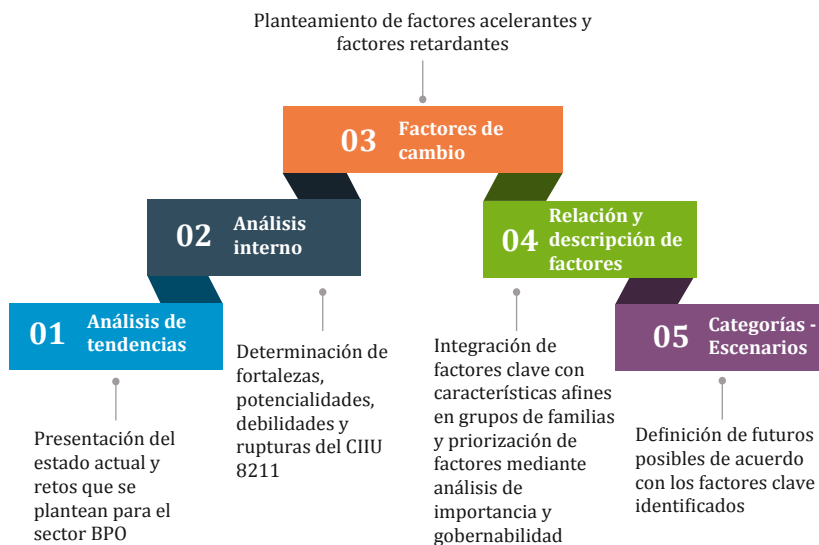 Planteamiento de factores acelerantes y
factores retardantes
03
Factores de
cambio
02
Análisis
interno
04
Relación y
descripción de
factores
01
Análisis de
tendencias
05
Categorías -
Escenarios
Presentación del
estado actual y
retos que se
plantean para el
sector BPO
Determinación de
fortalezas,
potencialidades,
debilidades y
rupturas del CIIU
8211
Integración de
factores clave con
características afines
en grupos de familias
y priorización de
factores mediante
análisis de
importancia y
gobernabilidad
Definición de futuros
posibles de acuerdo
con los factores clave
identificados